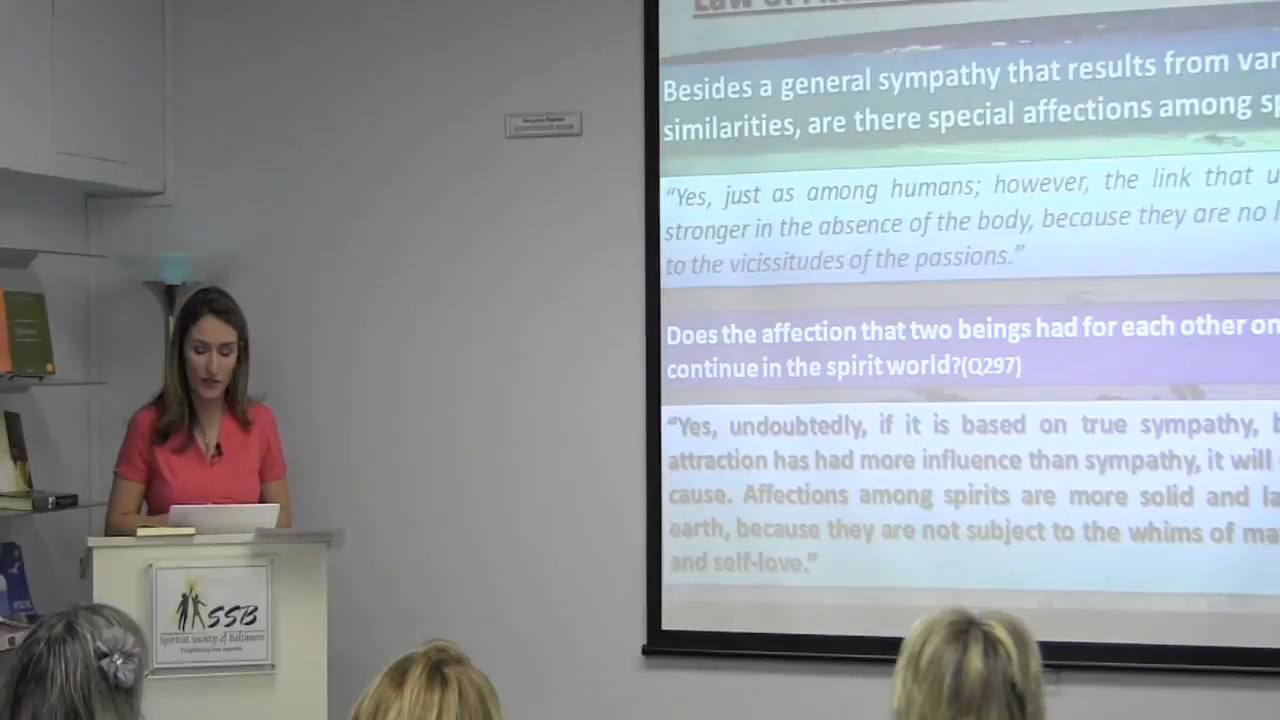 Law of
Besides a general sympathy that results from var
similarities, are there special affections among sp
“Yes, just as among humans; however, the link that u
stronger in the absence of the body, because they are no l
to the vicissitudes of the passions.”
Does the affection that two beings had for each other on
continue in the spirit world?(Q297)
“Yes, undoubtedly, if it is based on true sympathy, b
attraction has had more influence than sympathy, it will
cause. Affections among spirits are more solid and la
earth, because they are not subject to the whims of ma
and self-love.”
CONFERENCE ROOM
SSB
Spiritist Society of Baltimore